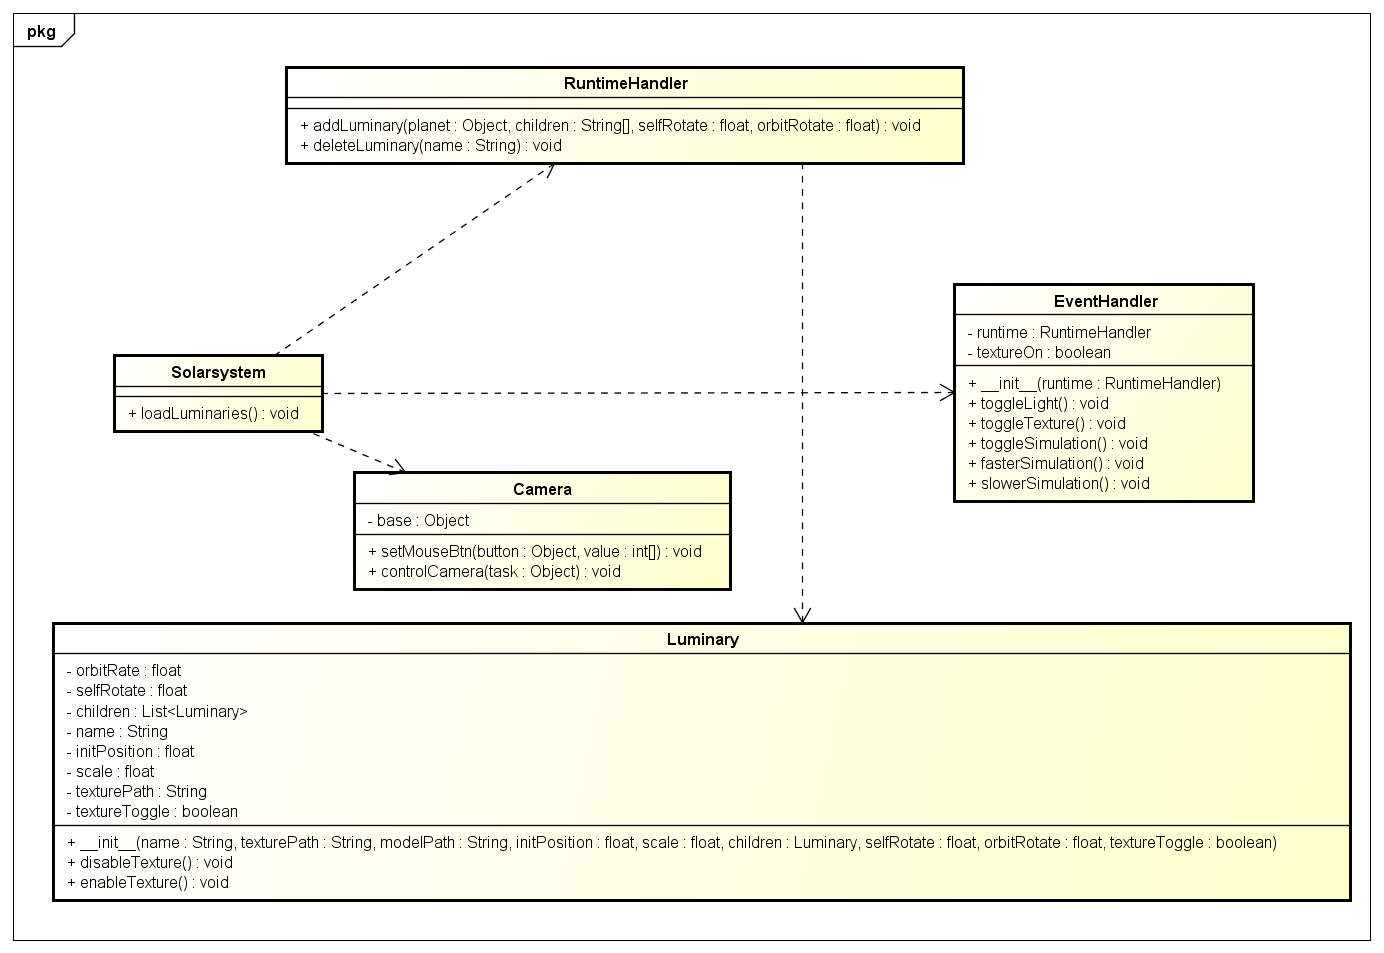 pkg
RuntimeHandler
+ addLuminary(planet : Object, children : String[], selfRotate : float, orbitRotate : float) : void
+ deleteLuminary(name : String) : void
EventHandler
- runtime : RuntimeHandler
- textureOn : boolean
+ __init__(runtime : RuntimeHandler)
+ toggleLight() : void
+ toggleTexture() : void
+ toggleSimulation() : void
+ fasterSimulation() : void
+ slowerSimulation() : void
Solarsystem
+ loadLuminaries() : void
Camera
- base : Object
+ setMouseBtn(button : Object, value : int[]) : void
+ controlCamera(task : Object) : void
Luminary
- orbitRate : float
- selfRotate : float
- children : List<Luminary>
- name : String
- initPosition : float
- scale : float
- texturePath : String
- textureToggle : boolean
+ __init__(name : String, texturePath : String, modelPath : String, initPosition : float, scale : float, children : Luminary, selfRotate : float, orbitRotate : float, textureToggle : boolean)
+ disableTexture() : void
+ enableTexture() : void